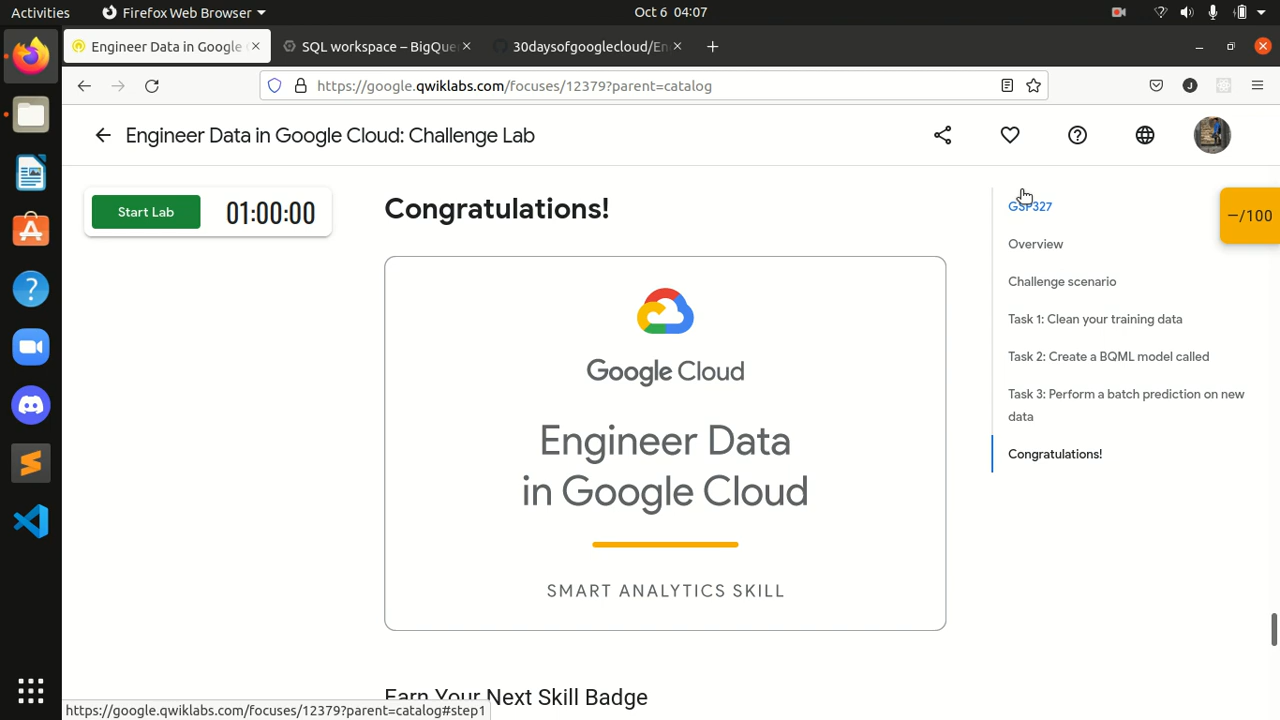 Activities
Firefox Web Browser
Oct 6 04:07
Engineer Data in Google
SQL workspace – BigQue
30daysofgooglecloud/En
https://google.qwiklabs.com/focuses/12379?parent=catalog
J
Engineer Data in Google Cloud: Challenge Lab
Start Lab
01:00:00
Congratulations!
Google Cloud
Engineer Data
in Google Cloud
SMART ANALYTICS SKILL
Earn Your Next Skill Badge
GSP327
Overview
Challenge scenario
Task 1: Clean your training data
Task 2: Create a BQML model called
Task 3: Perform a batch prediction on new
data
Congratulations!
–/100
https://google.qwiklabs.com/focuses/12379?parent=catalog#step1